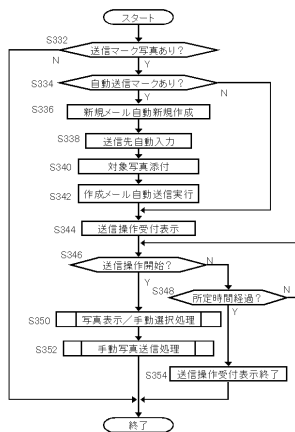 スタート
S332
送信マーク写真あり？
N
Y
S334
自動送信マークあり？
N
Y
S336
新規メール自動新規作成
S338
送信先自動入力
S340
対象写真添付
S342
作成メール自動送信実行
S344
送信操作受付表示
S346
送信操作開始？
N
Y
S348
所定時間経過？
N
Y
S350
写真表示／手動選択処理
S352
手動写真送信処理
S354
送信操作受付表示終了
終了